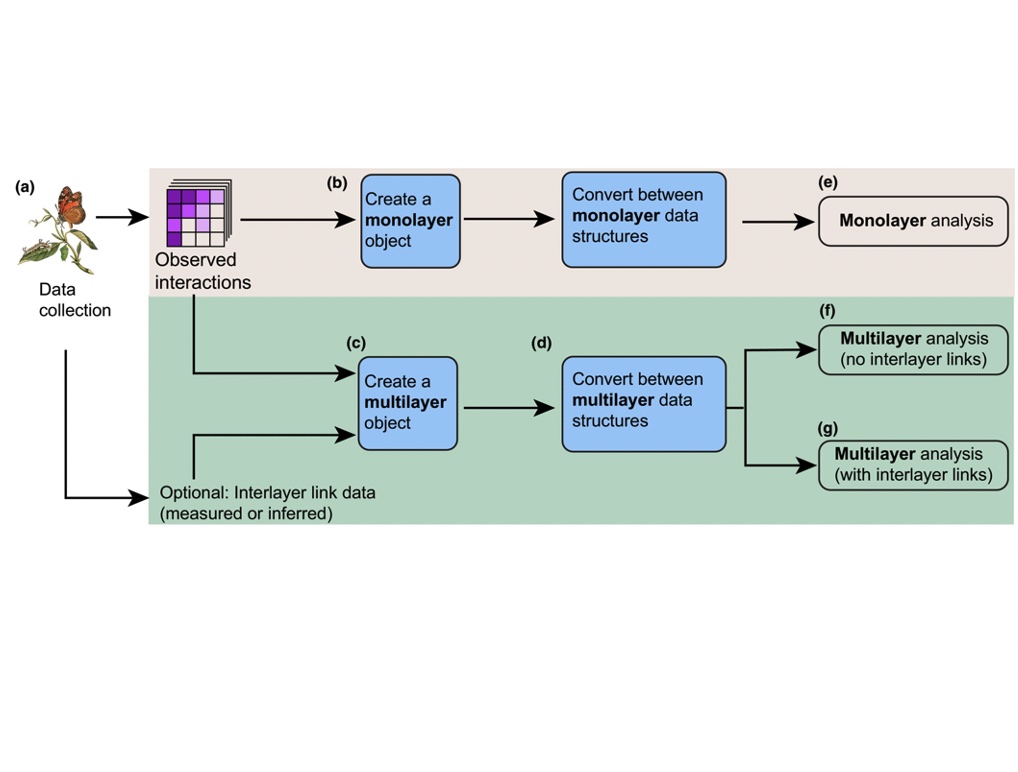 (a)
Data
collection
Observed
interactions
(b)
Create a
monolayer
object
Convert between
monolayer data
structures
(e)
Monolayer analysis
(c)
Create a
multilayer
object
(d)
Convert between
multilayer data
structures
(f)
Multilayer analysis
(no interlayer links)
(g)
Multilayer analysis
(with interlayer links)
Optional: Interlayer link data
(measured or inferred)